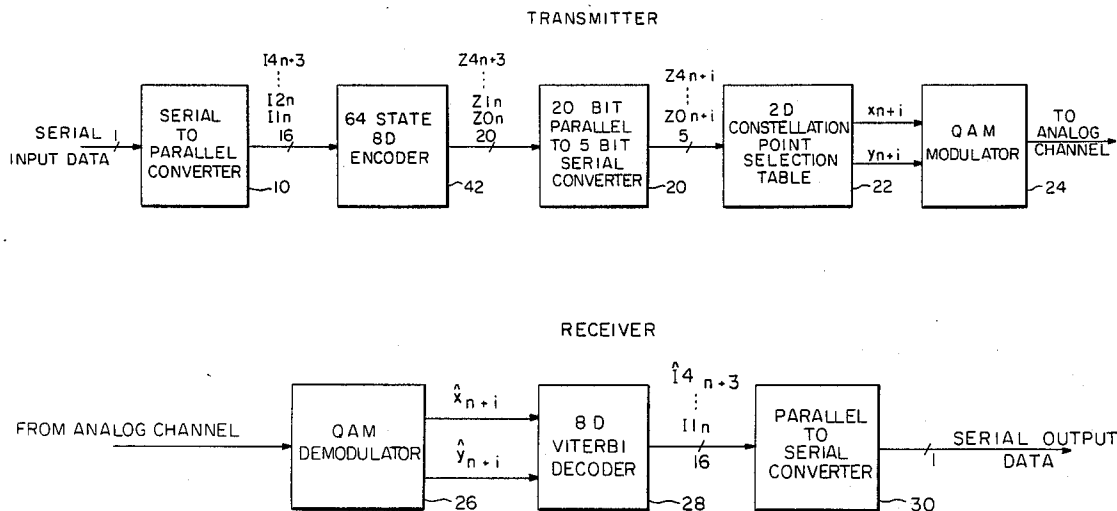 TRANSMITTER
SERIAL 1
INPUT DATA
SERIAL
TO
PARALLEL
CONVERTER
10
I4n+3
I2n
I1n
16
64 STATE
8D
ENCODER
42
Z4n+3
Z1n
Z0n
20
20 BIT
PARALLEL
TO 5 BIT
SERIAL
CONVERTER
20
Z4n+i
Z0n+i
5
2D
CONSTELLATION
POINT
SELECTION
TABLE
22
xn+i
yn+i
QAM
MODULATOR
24
TO
ANALOG
CHANNEL
RECEIVER
FROM ANALOG CHANNEL
QAM
DEMODULATOR
26
x̂n+i
ŷn+i
8D
VITERBI
DECODER
28
Î4 n+3
I1n
16
PARALLEL
TO
SERIAL
CONVERTER
30
1
SERIAL OUTPUT
DATA